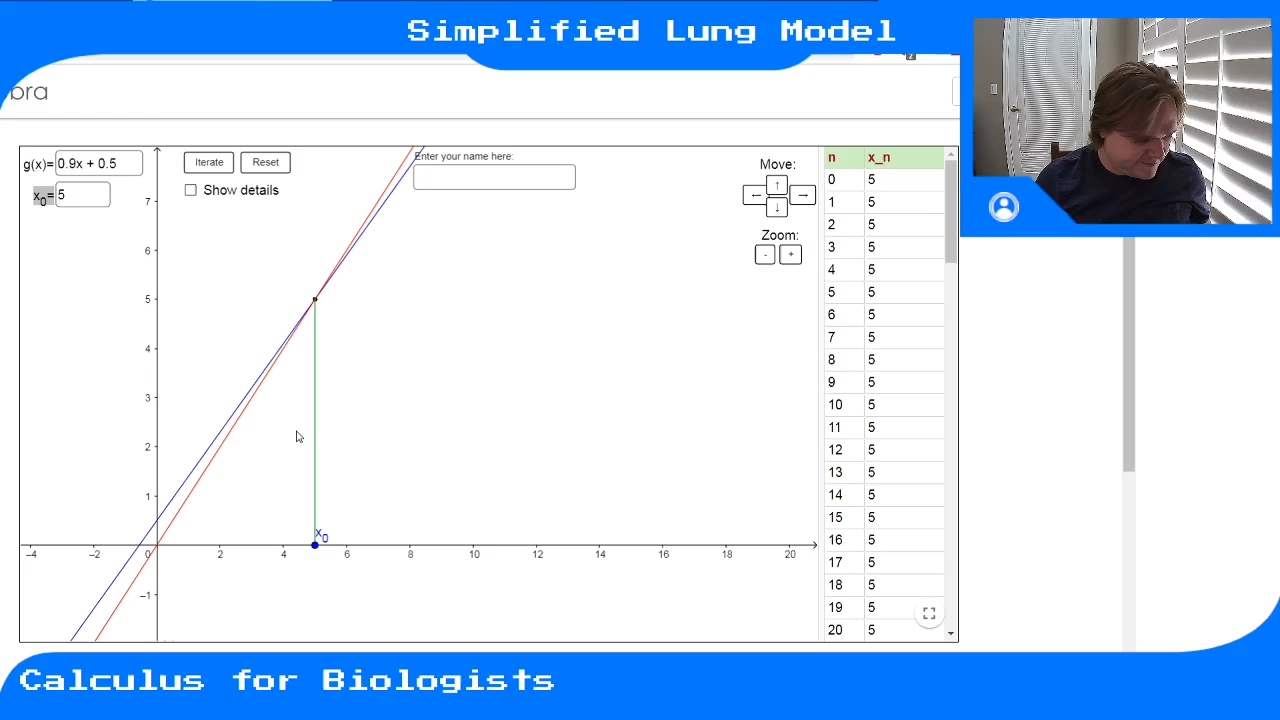 Simplified Lung Model
2
bra
g(x)= 0.9x + 0.5
Iterate
Reset
Enter your name here:
x0= 5
Show details
Move:
← ↑ →
↓
Zoom:
- +
n x_n
0 5
1 5
2 5
3 5
4 5
5 5
6 5
7 5
8 5
9 5
10 5
11 5
12 5
13 5
14 5
15 5
16 5
17 5
18 5
19 5
20 5
7
6
5
4
3
2
1
x0
–4 –2 0 2 4 6 8 10 12 14 16 18 20
–1
Calculus for Biologists